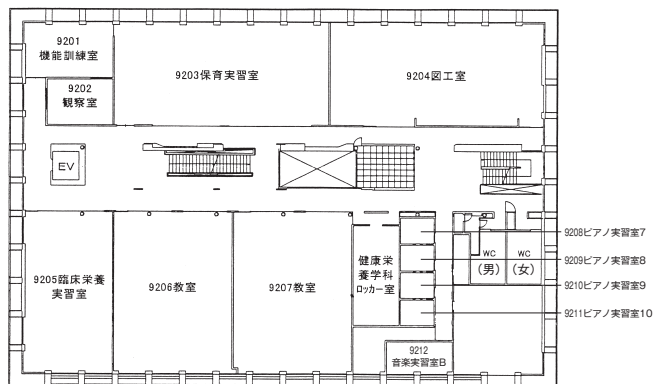 9201
機能訓練室
9202
観察室
9203保育実習室
9204図工室
EV
9205臨床栄養
実習室
9206教室
9207教室
健康栄
養学科
ロッカー室
WC
(男)
WC
(女)
9208ピアノ実習室7
9209ピアノ実習室8
9210ピアノ実習室9
9211ピアノ実習室10
9212
音楽実習室B